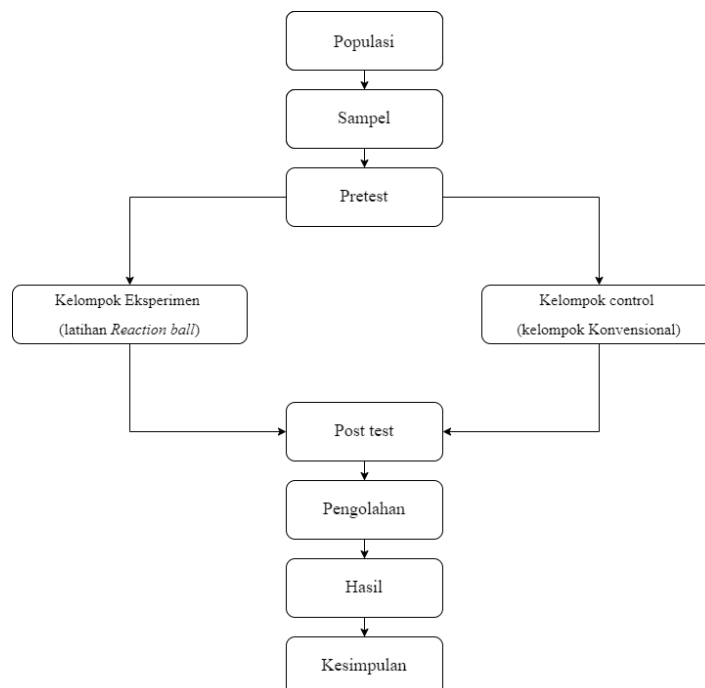 Populasi
Sampel
Pretest
Kelompok Eksperimen
(latihan Reaction ball)
Kelompok control
(kelompok Konvensional)
Post test
Pengolahan
Hasil
Kesimpulan